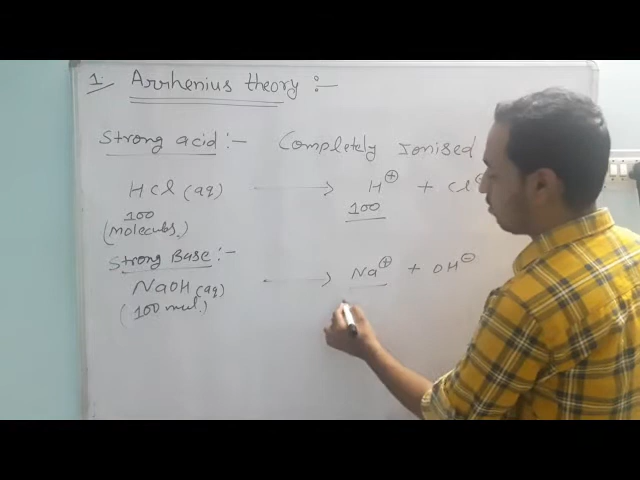 1. Arrhenius theory :-
Strong acid :- Completely Ionised
HCl (aq) → H⊕ + Cl⊖
100 100
(molecules)
Strong Base :-
NaOH (aq) → Na⊕ + OH⊖
(100 mol.)